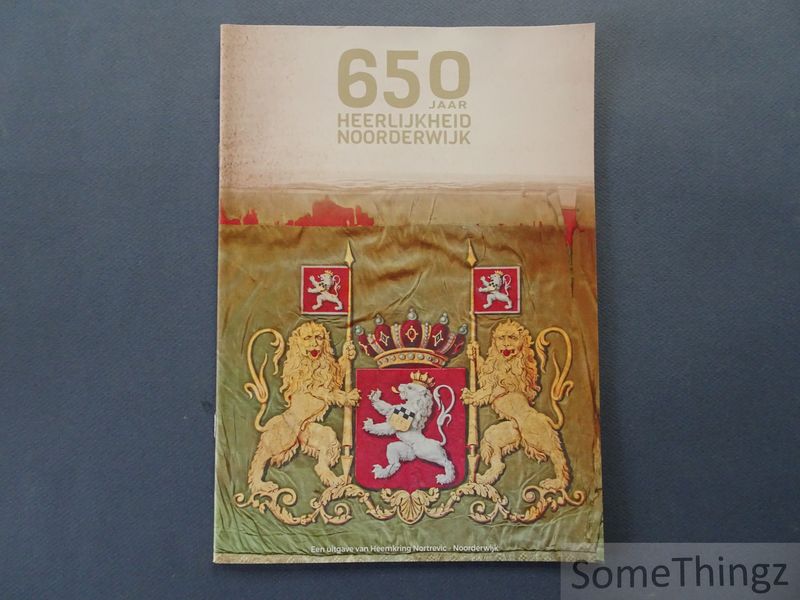 650
JAAR
HEERLIJKHEID
NOORDERWIJK
Een uitgave van Heemkring Nortrevic - Noorderwijk
SomeThingz